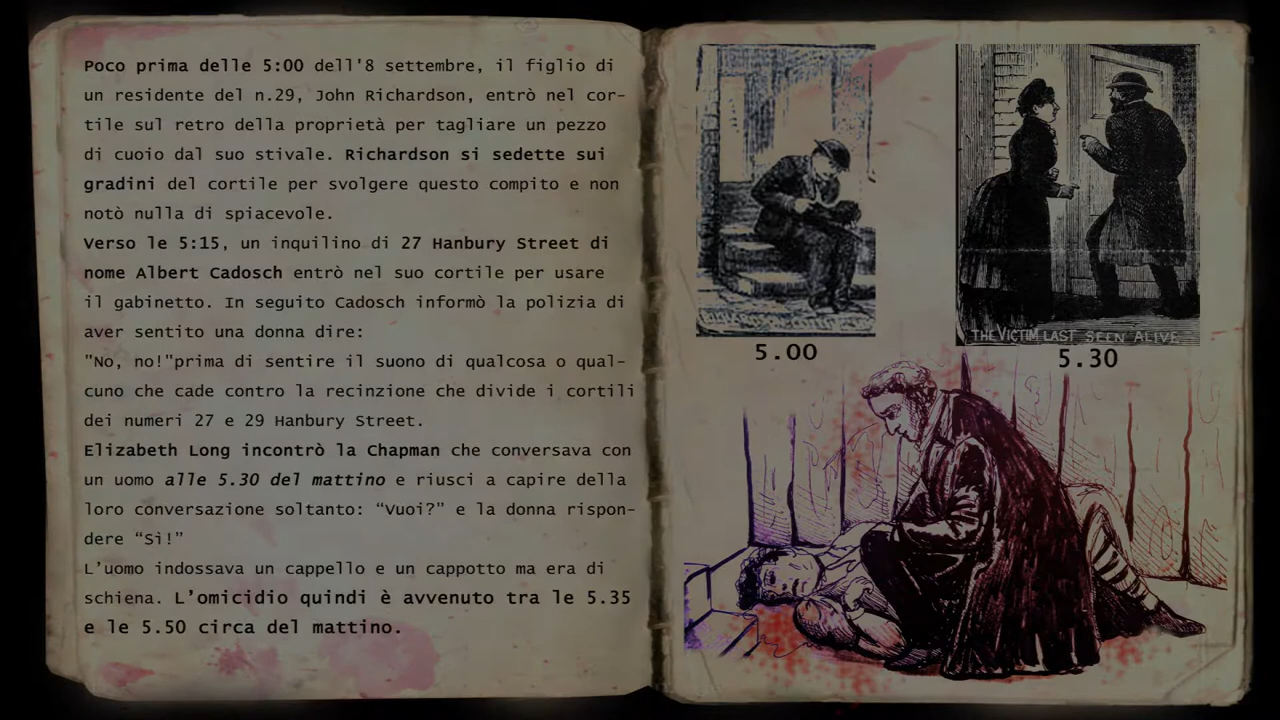 Poco prima delle 5:00 dell'8 settembre, il figlio di
un residente del n.29, John Richardson, entrò nel cor-
tile sul retro della proprietà per tagliare un pezzo
di cuoio dal suo stivale. Richardson si sedette sui
gradini del cortile per svolgere questo compito e non
notò nulla di spiacevole.
Verso le 5:15, un inquilino di 27 Hanbury Street di
nome Albert Cadosch entrò nel suo cortile per usare
il gabinetto. In seguito Cadosch informò la polizia di
aver sentito una donna dire:
"No, no!"prima di sentire il suono di qualcosa o qual-
cuno che cade contro la recinzione che divide i cortili
dei numeri 27 e 29 Hanbury Street.
Elizabeth Long incontrò la Chapman che conversava con
un uomo alle 5.30 del mattino e riusci a capire della
loro conversazione soltanto: “Vuoi?” e la donna rispon-
dere “Sì!”
L’uomo indossava un cappello e un cappotto ma era di
schiena. L’omicidio quindi è avvenuto tra le 5.35
e le 5.50 circa del mattino.
THE VICTIM LAST SEEN ALIVE
5.00
5.30